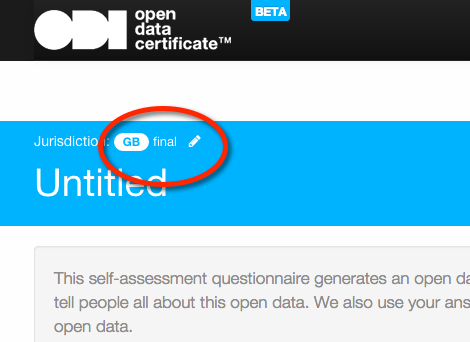 BETA
ODI
open
data
certificate™
Jurisdiction: GB final
Untitled
This self-assessment questionnaire generates an open da
tell people all about this open data. We also use your ans
open data.